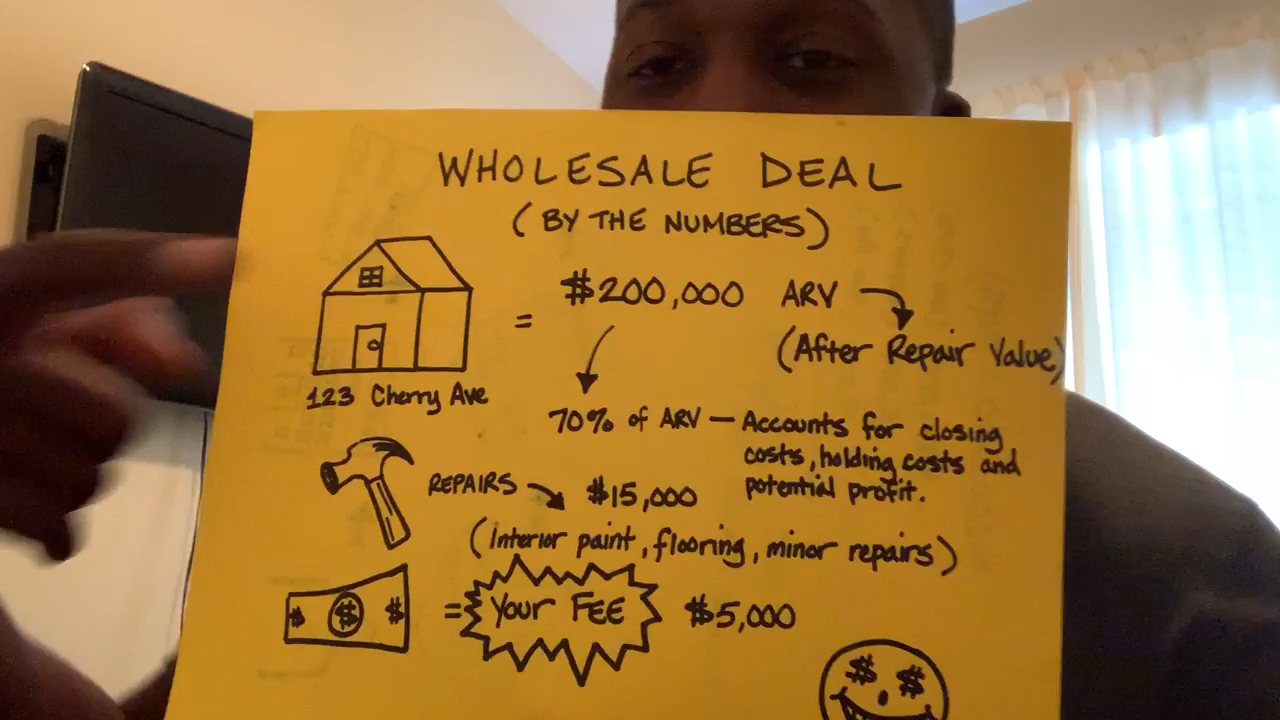 WHOLESALE DEAL
(BY THE NUMBERS)
= $200,000 ARV
(After Repair Value)
123 Cherry Ave
70% of ARV — Accounts for closing
costs, holding costs and
potential profit.
REPAIRS $15,000
(Interior paint, flooring, minor repairs)
$ $ $ = Your FEE $5,000
$ $